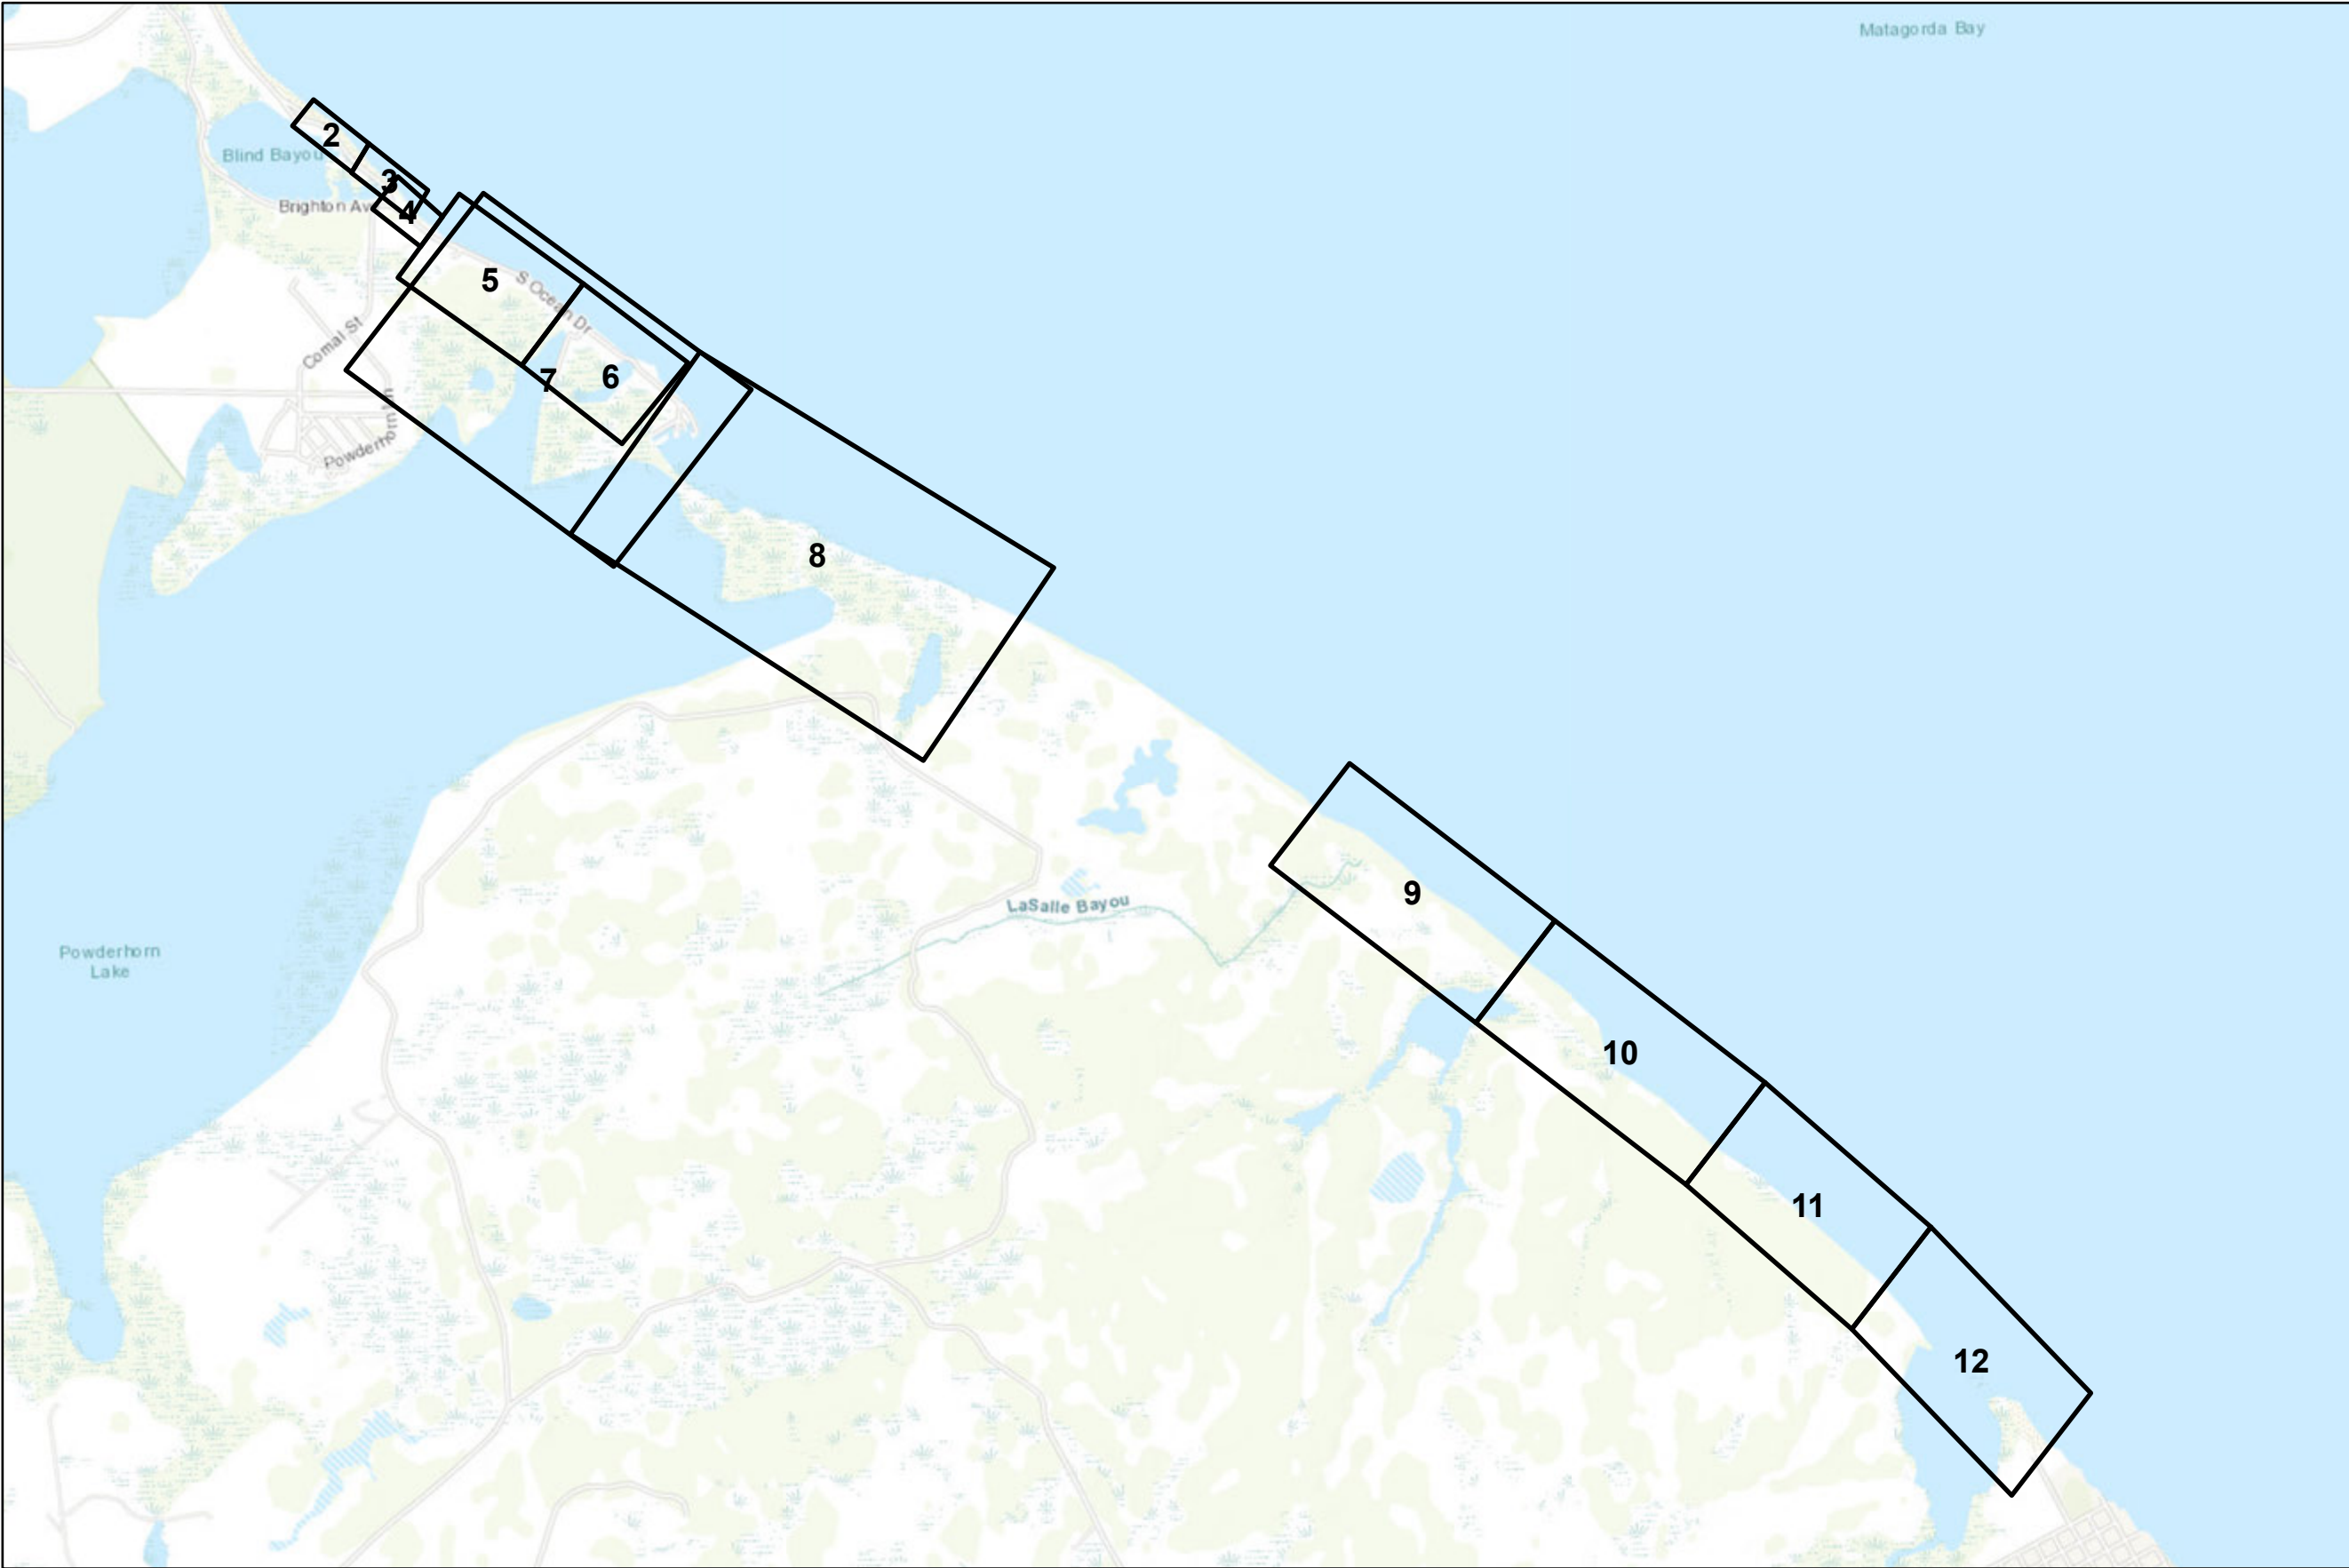 Matagorda Bay
2
Blind Bayou
3
Brighton Av
4
5
S Ocean Dr
Comal St
7
6
Powderhorn
8
9
LaSalle Bayou
Powderhorn
Lake
10
11
12